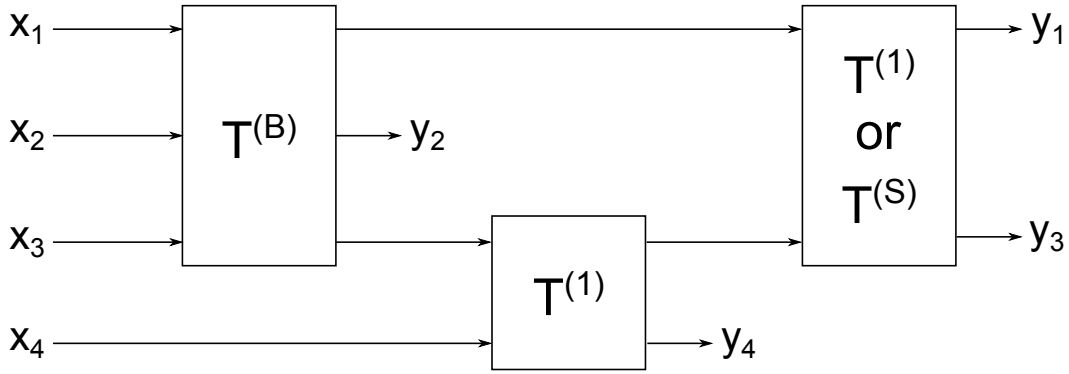 x₁
T⁽ᴮ⁾
T⁽¹⁾
or
T⁽ˢ⁾
y₁
x₂
y₂
x₃
T⁽¹⁾
y₃
x₄
y₄